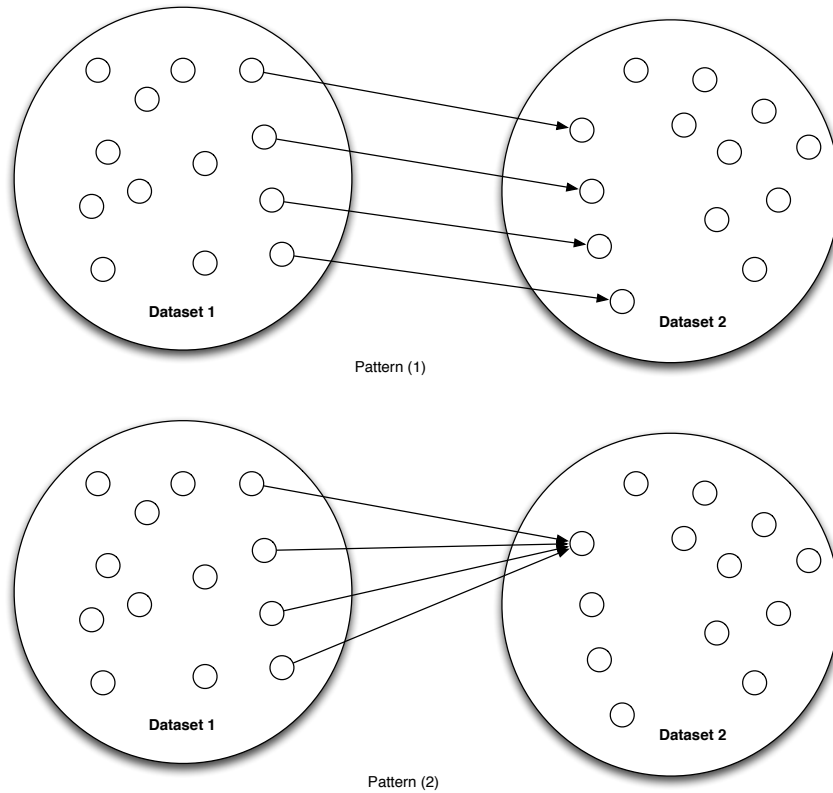 Dataset 1
Dataset 2
Pattern (1)
Dataset 1
Dataset 2
Pattern (2)